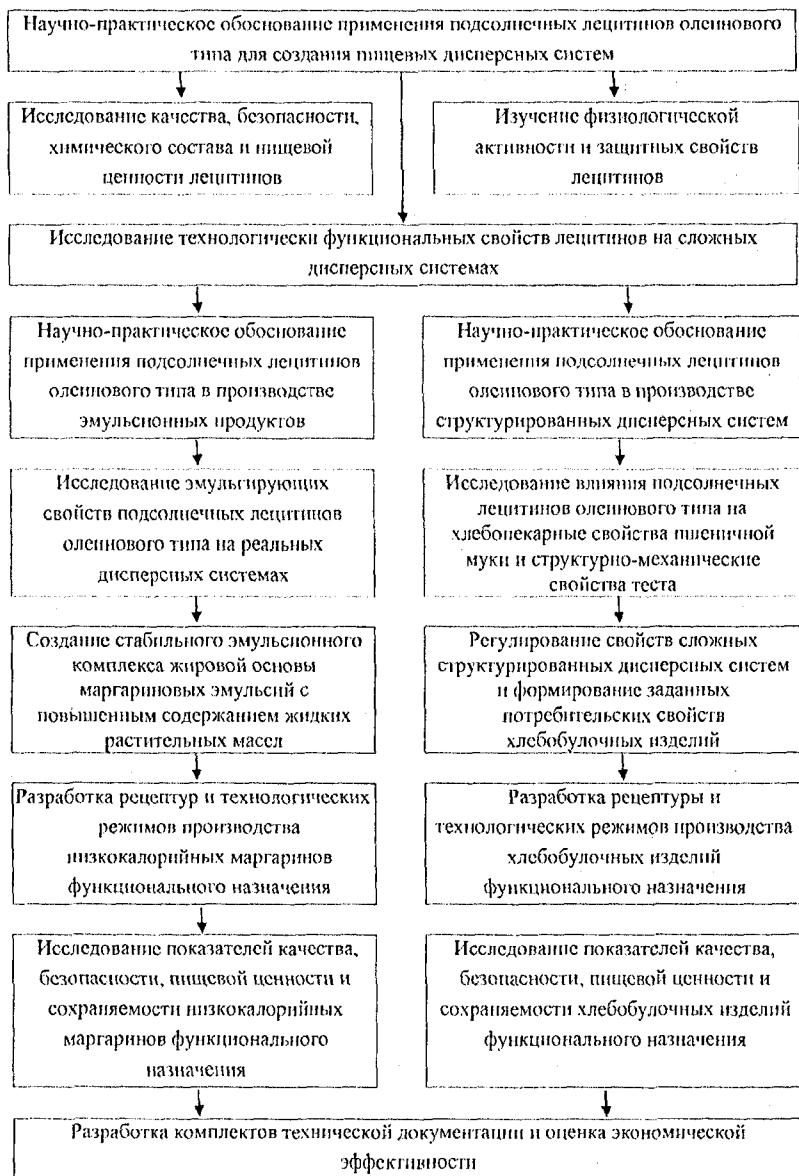 Научно-практическое обоснование применения подсолнечных лецитинов олеинового
типа для создания пищевых дисперсных систем
Исследование качества, безопасности,
химического состава и пищевой
ценности лецитинов
Изучение физиологической
активности и защитных свойств
лецитинов
Исследование технологически функциональных свойств лецитинов на сложных
дисперсных системах
Научно-практическое обоснование
применения подсолнечных лецитинов
олеинового типа в производстве
эмульсионных продуктов
Научно-практическое обоснование
применения подсолнечных лецитинов
олеинового типа в производстве
структурированных дисперсных систем
Исследование эмульгирующих
свойств подсолнечных лецитинов
олеинового типа на реальных
дисперсных системах
Исследование влияния подсолнечных
лецитинов олеинового типа на
хлебопекарные свойства пшеничной
муки и структурно-механические
свойства теста
Создание стабильного эмульсионного
комплекса жировой основы
маргариновых эмульсий с
повышенным содержанием жидких
растительных масел
Регулирование свойств сложных
структурированных дисперсных систем
и формирование заданных
потребительских свойств
хлебобулочных изделий
Разработка рецептур и технологических
режимов производства
низкокалорийных маргаринов
функционального назначения
Разработка рецептуры и
технологических режимов производства
хлебобулочных изделий
функционального назначения
Исследование показателей качества,
безопасности, пищевой ценности и
сохраняемости низкокалорийных
маргаринов функционального
назначения
Исследование показателей качества,
безопасности, пищевой ценности и
сохраняемости хлебобулочных изделий
функционального назначения
Разработка комплектов технической документации и оценка экономической
эффективности